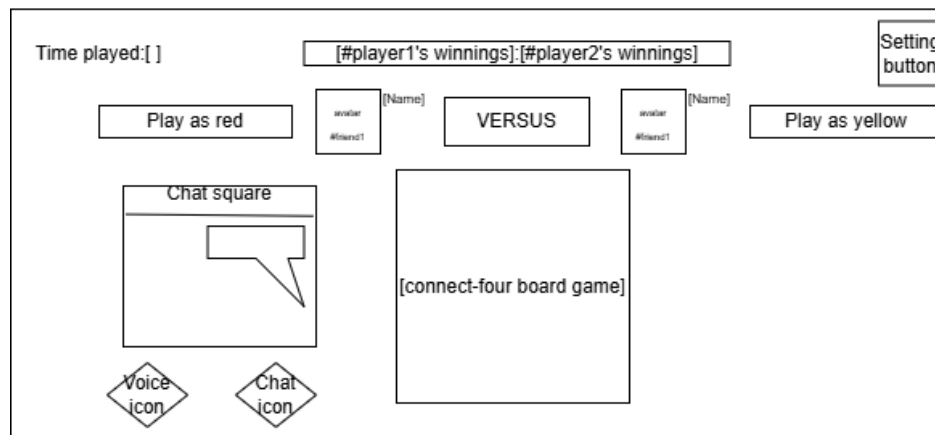 Time played:[ ]
[#player1's winnings]:[#player2's winnings]
Setting
button
Play as red
avatar
#friend1
[Name]
VERSUS
avatar
#friend1
[Name]
Play as yellow
Chat square
[connect-four board game]
Voice
icon
Chat
icon